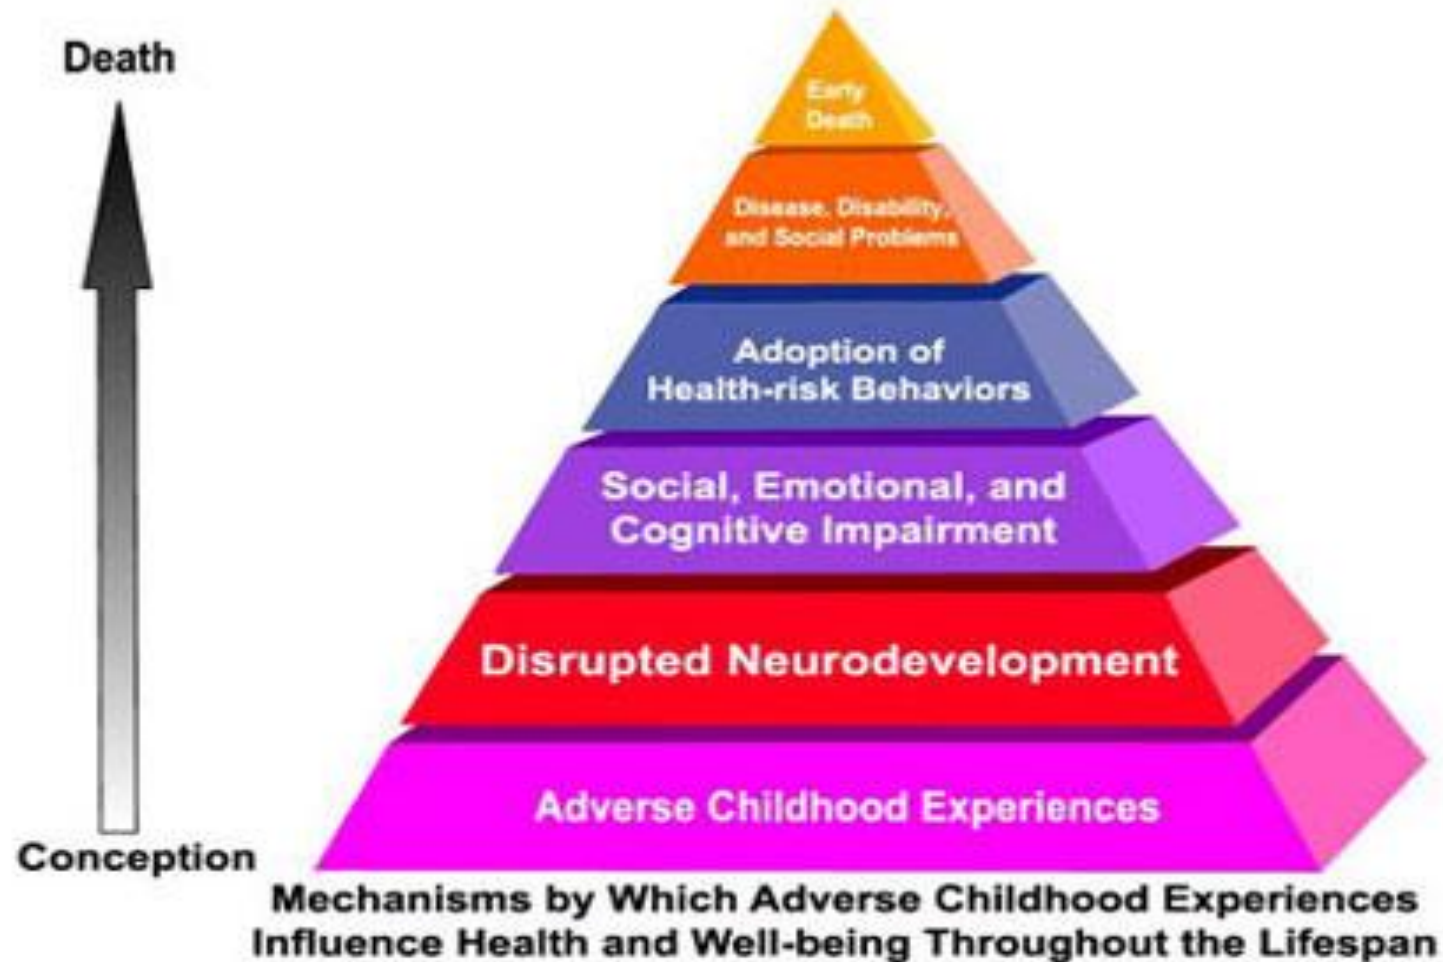 Death
Early
Death
Disease, Disability,
and Social Problems
Adoption of
Health-risk Behaviors
Social, Emotional, and
Cognitive Impairment
Disrupted Neurodevelopment
Adverse Childhood Experiences
Conception
Mechanisms by Which Adverse Childhood Experiences
Influence Health and Well-being Throughout the Lifespan